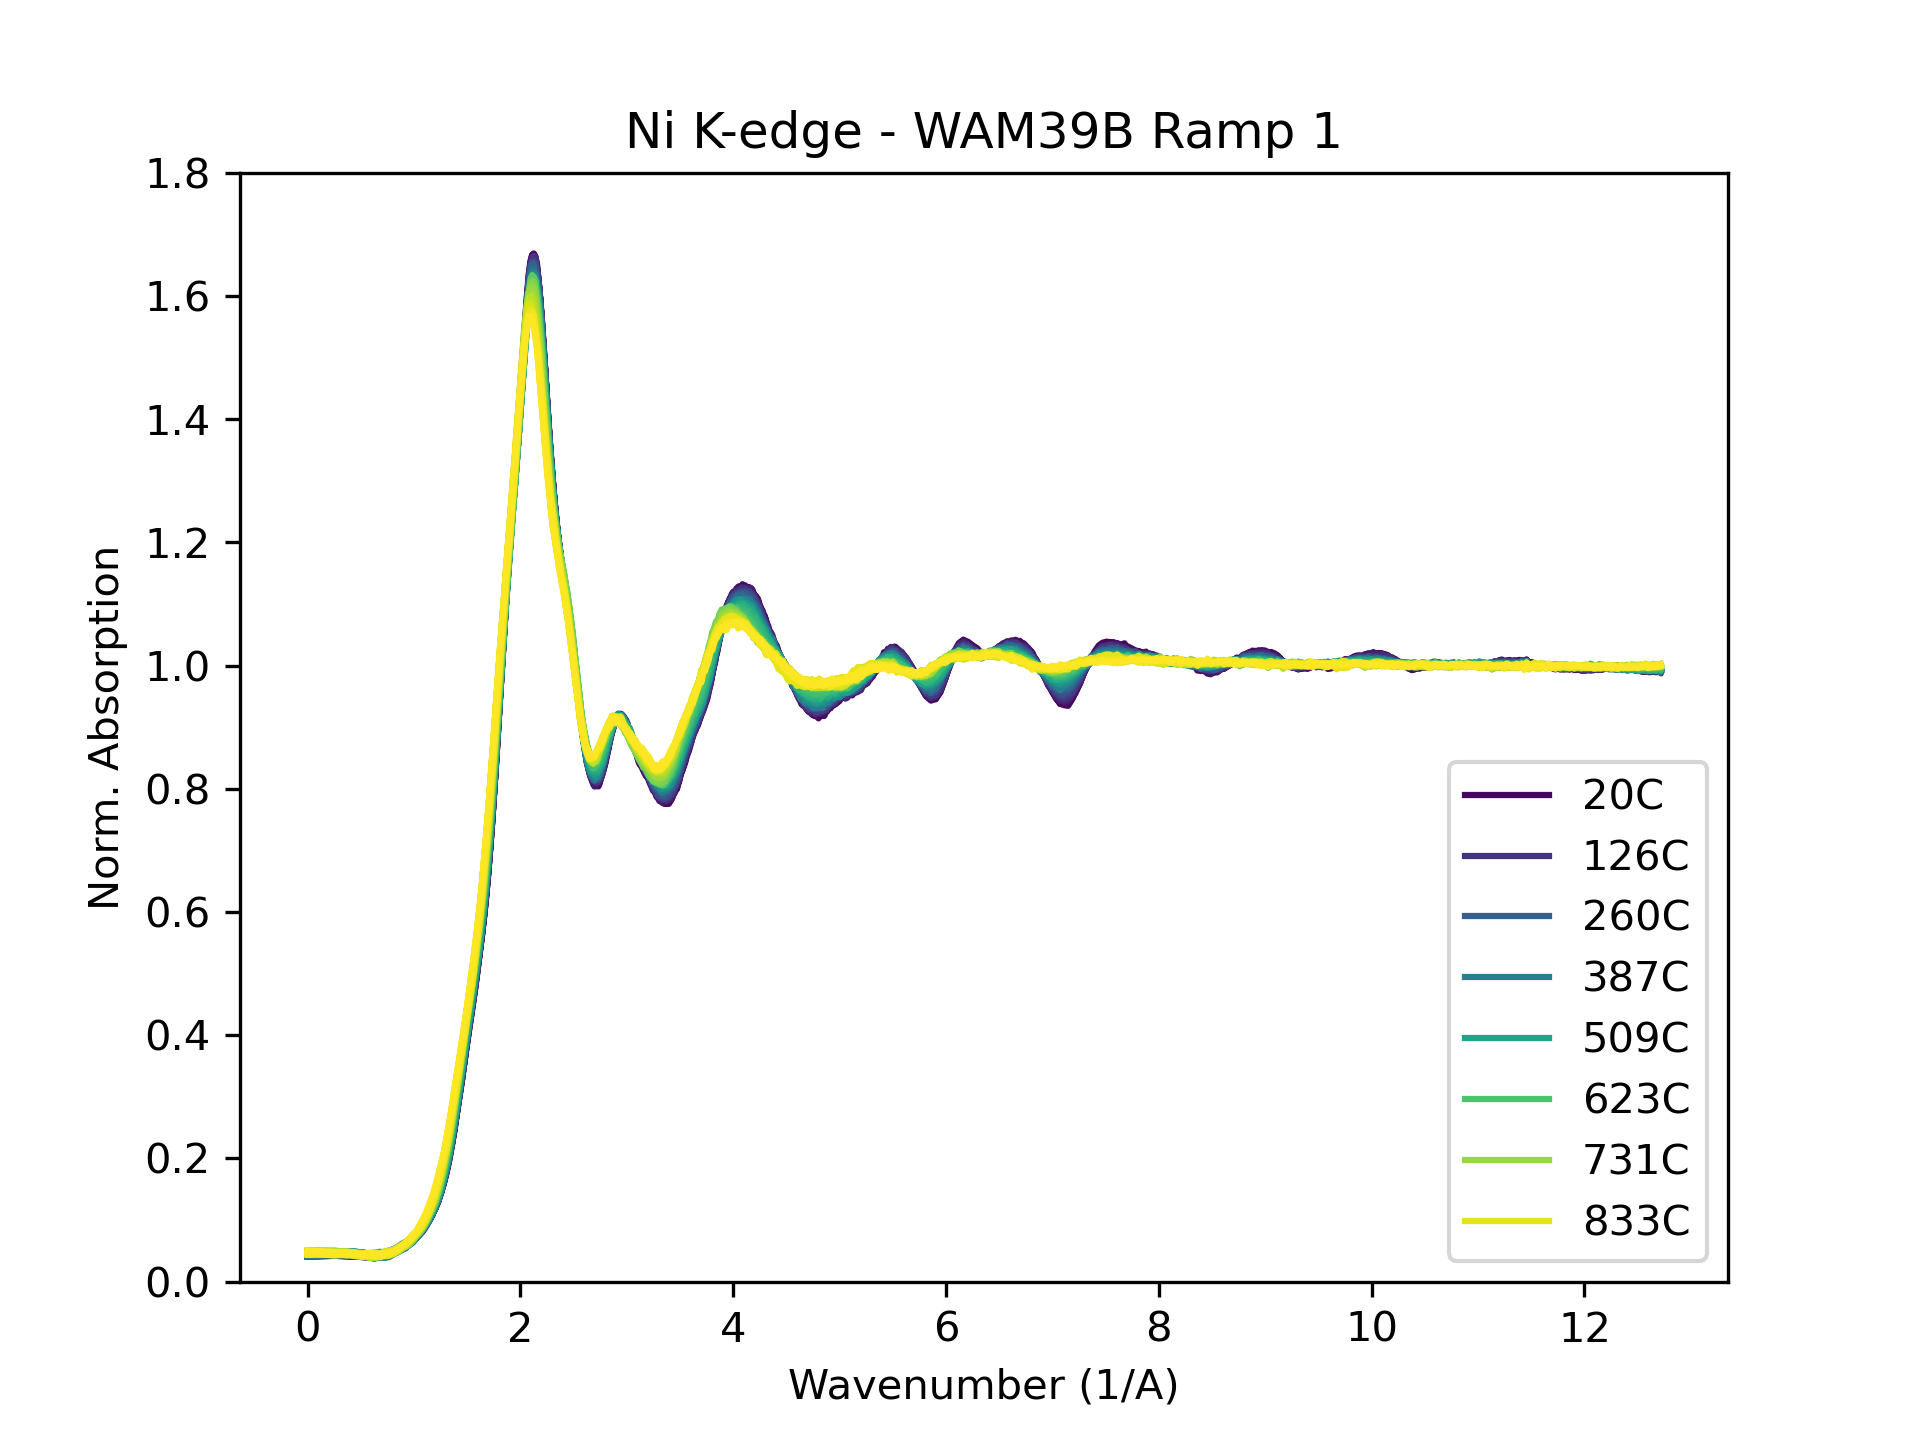 Ni K-edge - WAM39B Ramp 1
1.8
1.6
1.4
1.2
1.0
0.8
0.6
0.4
0.2
0.0
Norm. Absorption
0 2 4 6 8 10 12
Wavenumber (1/A)
20C
126C
260C
387C
509C
623C
731C
833C